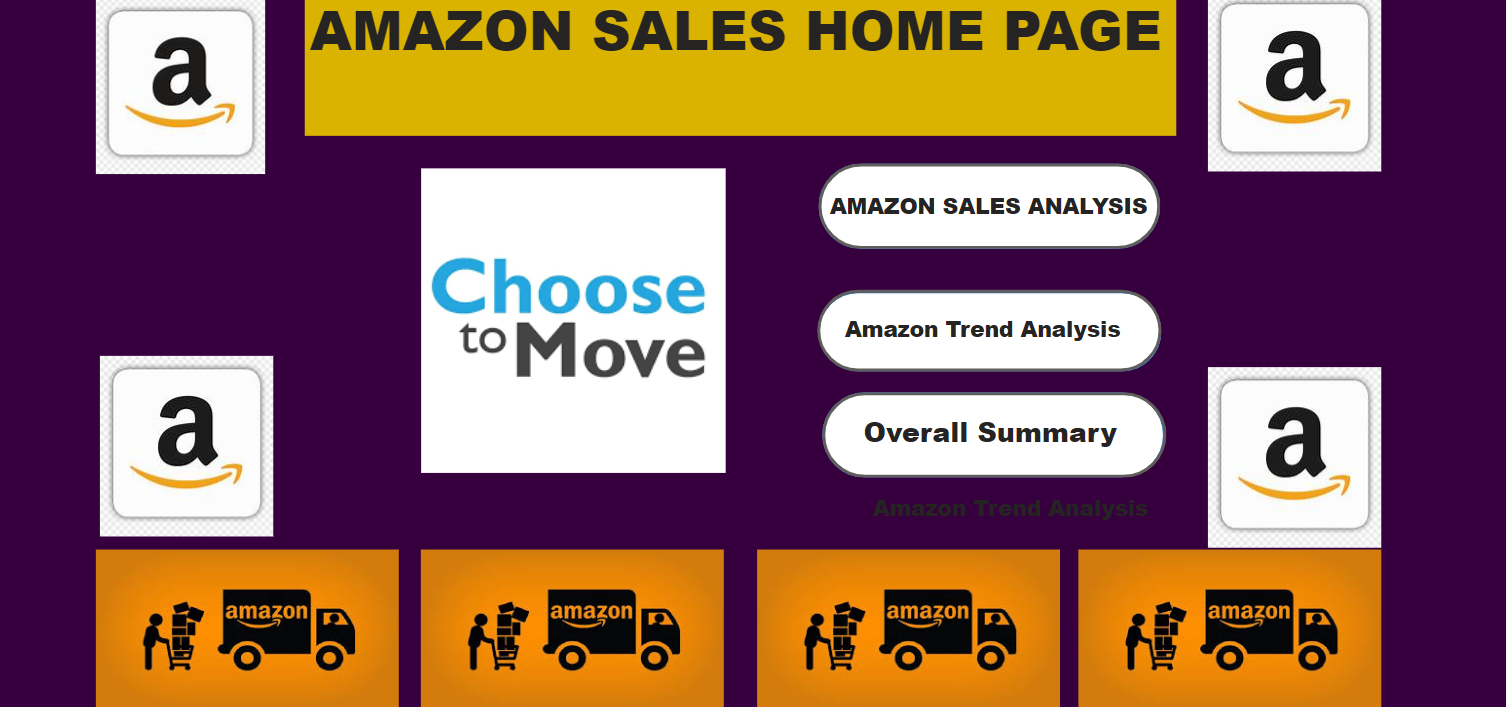 AMAZON SALES HOME PAGE
a
a
Choose
to Move
AMAZON SALES ANALYSIS
Amazon Trend Analysis
Overall Summary
Amazon Trend Analysis
a
a
amazon
amazon
amazon
amazon